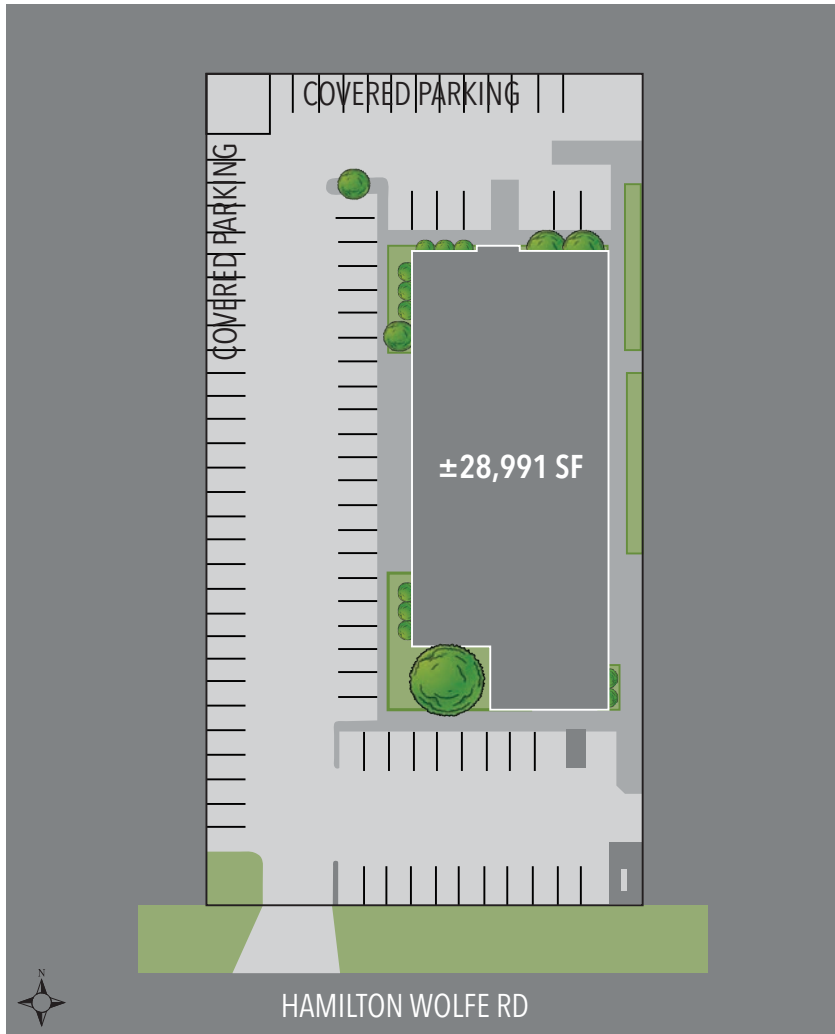 COVERED PARKING
COVERED PARKING
±28,991 SF
N
HAMILTON WOLFE RD